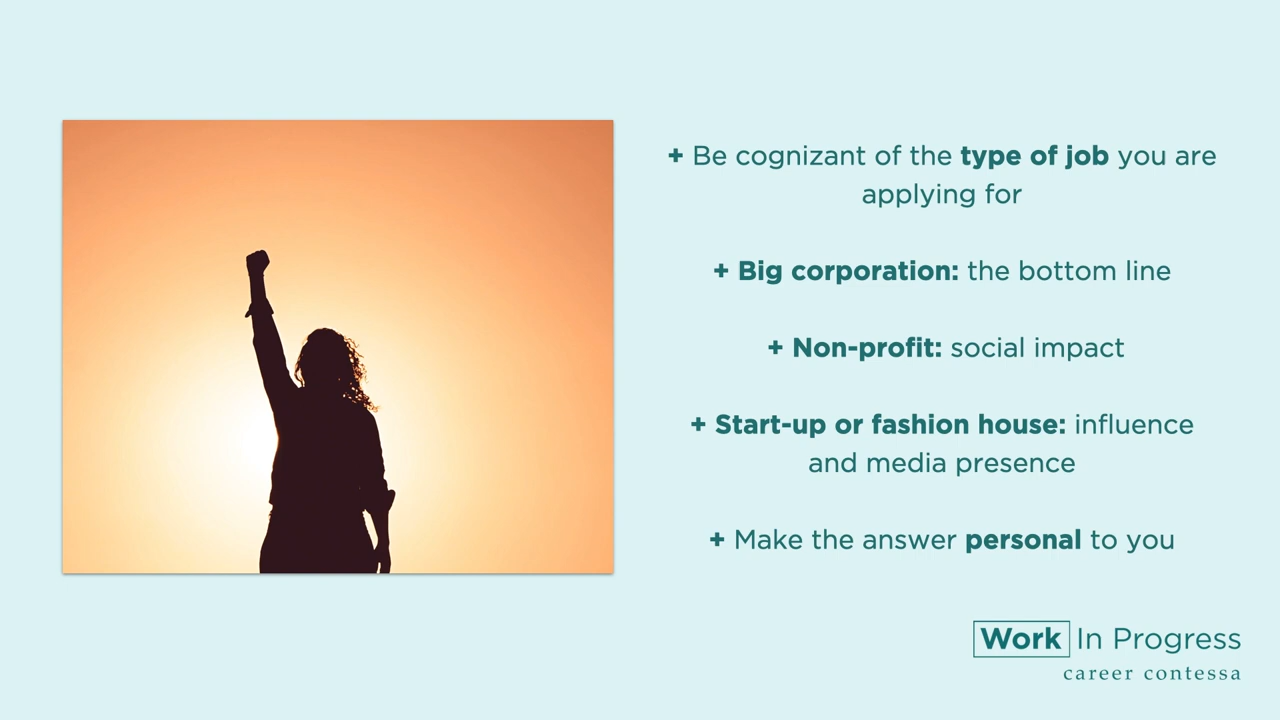 + Be cognizant of the type of job you are
applying for
+ Big corporation: the bottom line
+ Non-profit: social impact
+ Start-up or fashion house: influence
and media presence
+ Make the answer personal to you
Work In Progress
career contessa